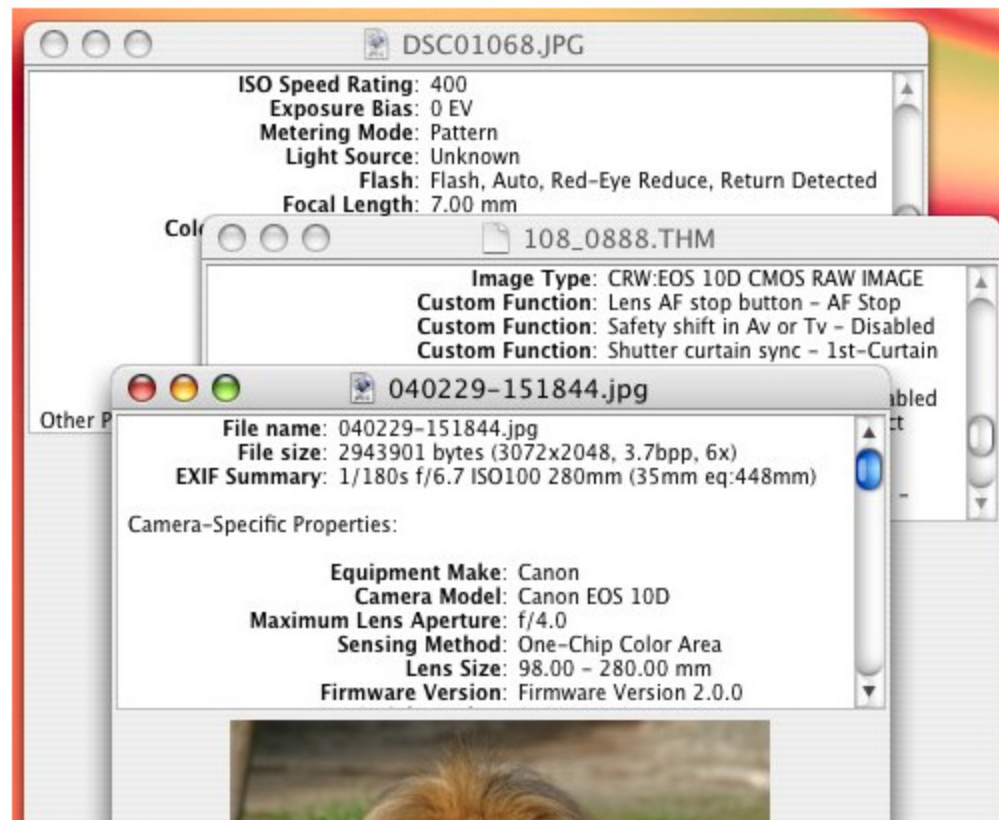 DSC01068.JPG
ISO Speed Rating: 400
Exposure Bias: 0 EV
Metering Mode: Pattern
Light Source: Unknown
Flash: Flash, Auto, Red-Eye Reduce, Return Detected
Focal Length: 7.00 mm
Colo
108_0888.THM
Image Type: CRW:EOS 10D CMOS RAW IMAGE
Custom Function: Lens AF stop button – AF Stop
Custom Function: Safety shift in Av or Tv – Disabled
Custom Function: Shutter curtain sync – 1st-Curtain
abled
ct
–
Other P
040229-151844.jpg
File name: 040229-151844.jpg
File size: 2943901 bytes (3072x2048, 3.7bpp, 6x)
EXIF Summary: 1/180s f/6.7 ISO100 280mm (35mm eq:448mm)
Camera-Specific Properties:
Equipment Make: Canon
Camera Model: Canon EOS 10D
Maximum Lens Aperture: f/4.0
Sensing Method: One-Chip Color Area
Lens Size: 98.00 – 280.00 mm
Firmware Version: Firmware Version 2.0.0